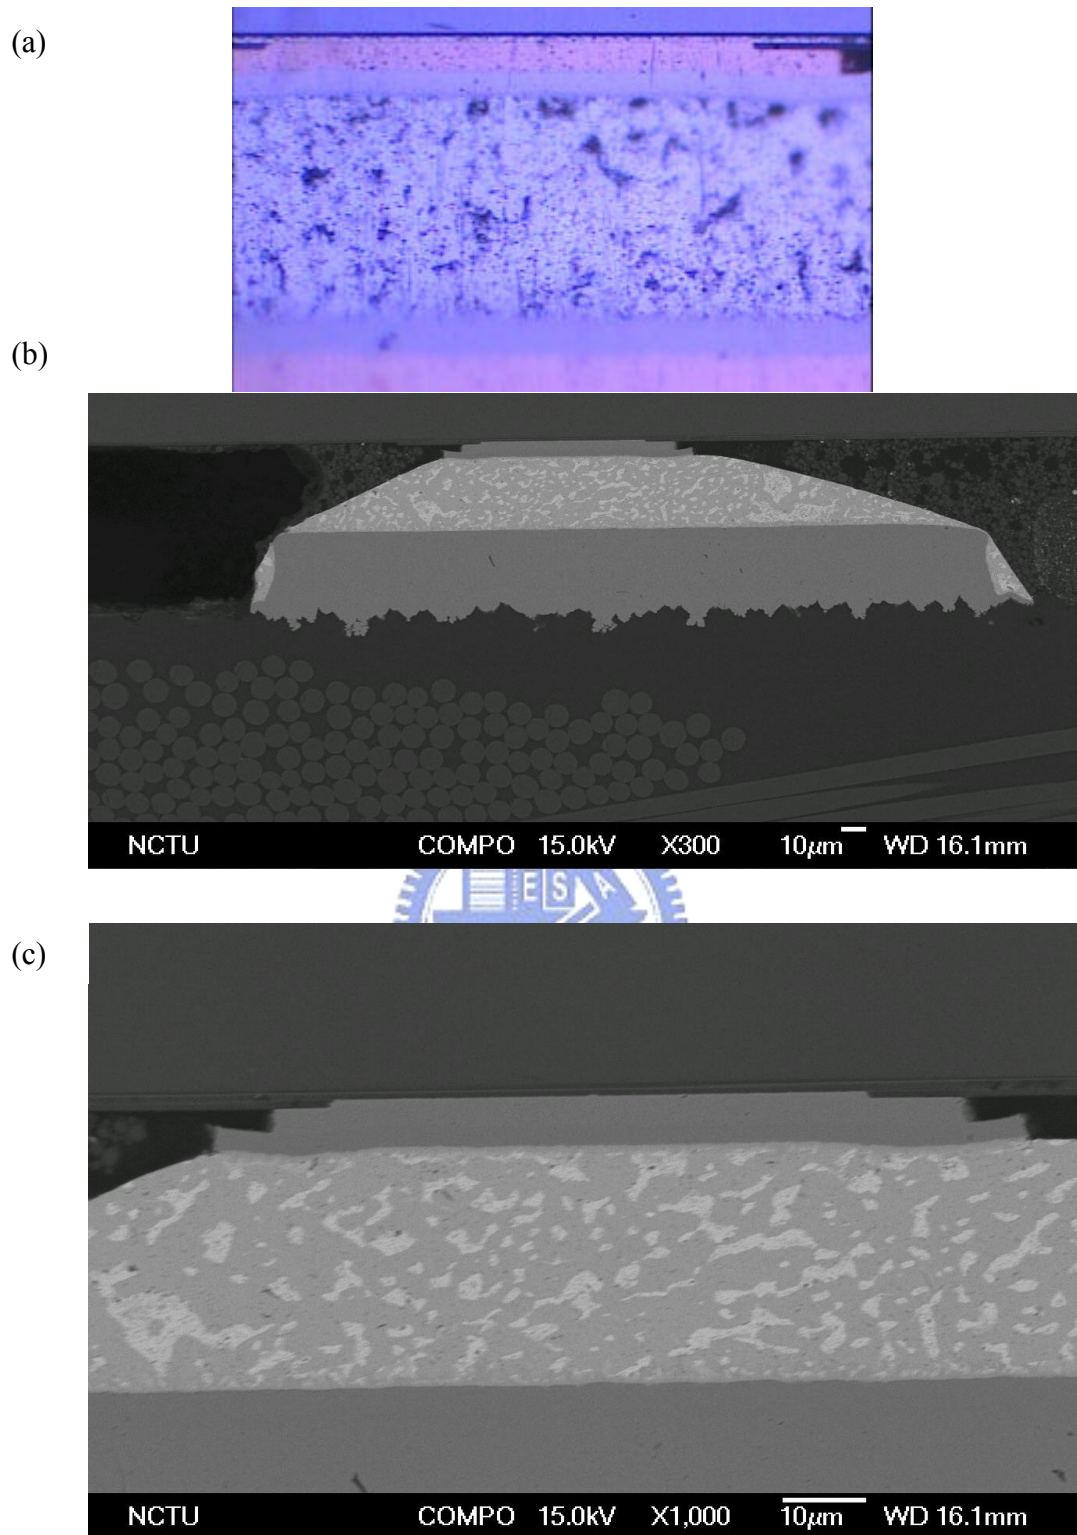 (a)
(b)
NCTU COMPO 15.0kV X300 10μm WD 16.1mm
ESA
(c)
NCTU COMPO 15.0kV X1,000 10μm WD 16.1mm